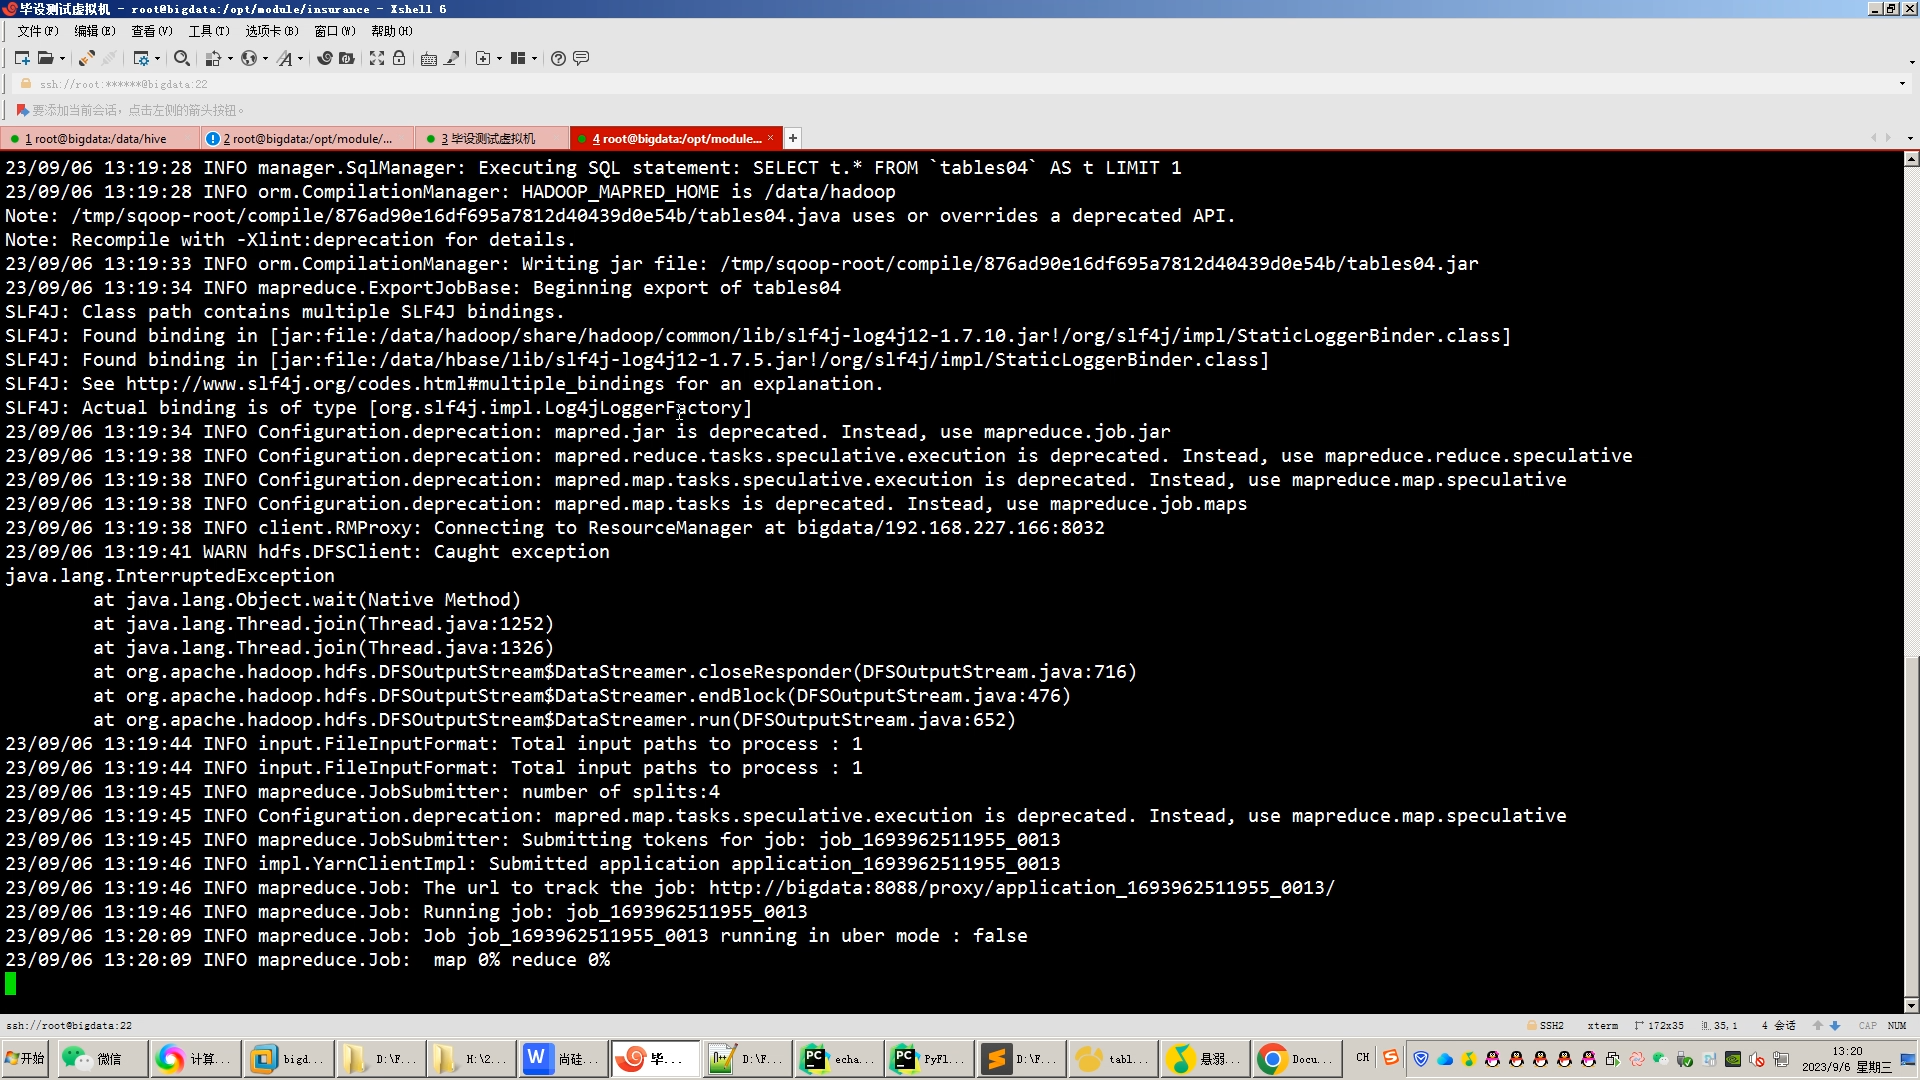 毕设测试虚拟机 - root@bigdata:/opt/module/insurance - Xshell 6
文件(F) 编辑(E) 查看(V) 工具(T) 选项卡(B) 窗口(W) 帮助(H)
ssh://root:******@bigdata:22
要添加当前会话，点击左侧的箭头按钮。
1 root@bigdata:/data/hive 2 root@bigdata:/opt/module/... 3 毕设测试虚拟机 4 root@bigdata:/opt/module...
23/09/06 13:19:28 INFO manager.SqlManager: Executing SQL statement: SELECT t.* FROM `tables04` AS t LIMIT 1
23/09/06 13:19:28 INFO orm.CompilationManager: HADOOP_MAPRED_HOME is /data/hadoop
Note: /tmp/sqoop-root/compile/876ad90e16df695a7812d40439d0e54b/tables04.java uses or overrides a deprecated API.
Note: Recompile with -Xlint:deprecation for details.
23/09/06 13:19:33 INFO orm.CompilationManager: Writing jar file: /tmp/sqoop-root/compile/876ad90e16df695a7812d40439d0e54b/tables04.jar
23/09/06 13:19:34 INFO mapreduce.ExportJobBase: Beginning export of tables04
SLF4J: Class path contains multiple SLF4J bindings.
SLF4J: Found binding in [jar:file:/data/hadoop/share/hadoop/common/lib/slf4j-log4j12-1.7.10.jar!/org/slf4j/impl/StaticLoggerBinder.class]
SLF4J: Found binding in [jar:file:/data/hbase/lib/slf4j-log4j12-1.7.5.jar!/org/slf4j/impl/StaticLoggerBinder.class]
SLF4J: See http://www.slf4j.org/codes.html#multiple_bindings for an explanation.
SLF4J: Actual binding is of type [org.slf4j.impl.Log4jLoggerFactory]
23/09/06 13:19:34 INFO Configuration.deprecation: mapred.jar is deprecated. Instead, use mapreduce.job.jar
23/09/06 13:19:38 INFO Configuration.deprecation: mapred.reduce.tasks.speculative.execution is deprecated. Instead, use mapreduce.reduce.speculative
23/09/06 13:19:38 INFO Configuration.deprecation: mapred.map.tasks.speculative.execution is deprecated. Instead, use mapreduce.map.speculative
23/09/06 13:19:38 INFO Configuration.deprecation: mapred.map.tasks is deprecated. Instead, use mapreduce.job.maps
23/09/06 13:19:38 INFO client.RMProxy: Connecting to ResourceManager at bigdata/192.168.227.166:8032
23/09/06 13:19:41 WARN hdfs.DFSClient: Caught exception
java.lang.InterruptedException
at java.lang.Object.wait(Native Method)
at java.lang.Thread.join(Thread.java:1252)
at java.lang.Thread.join(Thread.java:1326)
at org.apache.hadoop.hdfs.DFSOutputStream$DataStreamer.closeResponder(DFSOutputStream.java:716)
at org.apache.hadoop.hdfs.DFSOutputStream$DataStreamer.endBlock(DFSOutputStream.java:476)
at org.apache.hadoop.hdfs.DFSOutputStream$DataStreamer.run(DFSOutputStream.java:652)
23/09/06 13:19:44 INFO input.FileInputFormat: Total input paths to process : 1
23/09/06 13:19:44 INFO input.FileInputFormat: Total input paths to process : 1
23/09/06 13:19:45 INFO mapreduce.JobSubmitter: number of splits:4
23/09/06 13:19:45 INFO Configuration.deprecation: mapred.map.tasks.speculative.execution is deprecated. Instead, use mapreduce.map.speculative
23/09/06 13:19:45 INFO mapreduce.JobSubmitter: Submitting tokens for job: job_1693962511955_0013
23/09/06 13:19:46 INFO impl.YarnClientImpl: Submitted application application_1693962511955_0013
23/09/06 13:19:46 INFO mapreduce.Job: The url to track the job: http://bigdata:8088/proxy/application_1693962511955_0013/
23/09/06 13:19:46 INFO mapreduce.Job: Running job: job_1693962511955_0013
23/09/06 13:20:09 INFO mapreduce.Job: Job job_1693962511955_0013 running in uber mode : false
23/09/06 13:20:09 INFO mapreduce.Job:  map 0% reduce 0%
ssh://root@bigdata:22 SSH2 xterm 172x35 35,1 4 会话 CAP NUM
开始 微信 计算... bigd... D:\F... H:\2... 尚硅... 毕... D:\F... echa... PyFl... D:\F... tabl... 悬溺... Docu... CH 13:20
2023/9/6 星期三